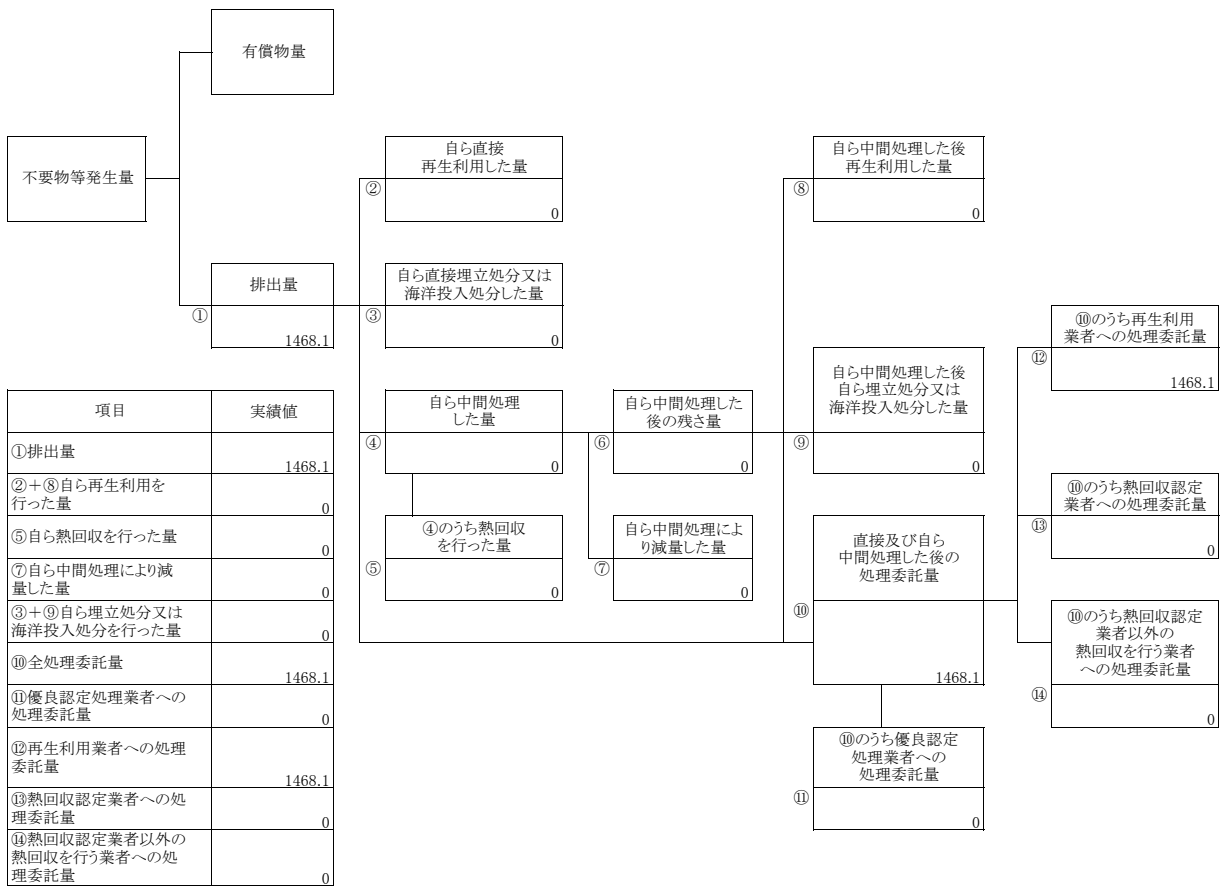 有償物量
不要物等発生量
自ら直接
再生利用した量
②
0
自ら中間処理した後
再生利用した量
⑧
0
排出量
①
1468.1
自ら直接埋立処分又は
海洋投入処分した量
③
0
⑩のうち再生利用
業者への処理委託量
⑫
1468.1
自ら中間処理
した量
④
0
自ら中間処理した
後の残さ量
⑥
0
自ら中間処理した後
自ら埋立処分又は
海洋投入処分した量
⑨
0
⑩のうち熱回収認定
業者への処理委託量
⑬
0
④のうち熱回収
を行った量
⑤
0
自ら中間処理によ
り減量した量
⑦
0
直接及び自ら
中間処理した後の
処理委託量
⑩
1468.1
⑩のうち熱回収認定
業者以外の
熱回収を行う業者
への処理委託量
⑭
0
⑩のうち優良認定
処理業者への
処理委託量
⑪
0
項目 実績値
①排出量 1468.1
②+⑧自ら再生利用を
行った量 0
⑤自ら熱回収を行った量 0
⑦自ら中間処理により減
量した量 0
③+⑨自ら埋立処分又は
海洋投入処分を行った量 0
⑩全処理委託量 1468.1
⑪優良認定処理業者への
処理委託量 0
⑫再生利用業者への処理
委託量 1468.1
⑬熱回収認定業者への処
理委託量 0
⑭熱回収認定業者以外の
熱回収を行う業者への処
理委託量 0